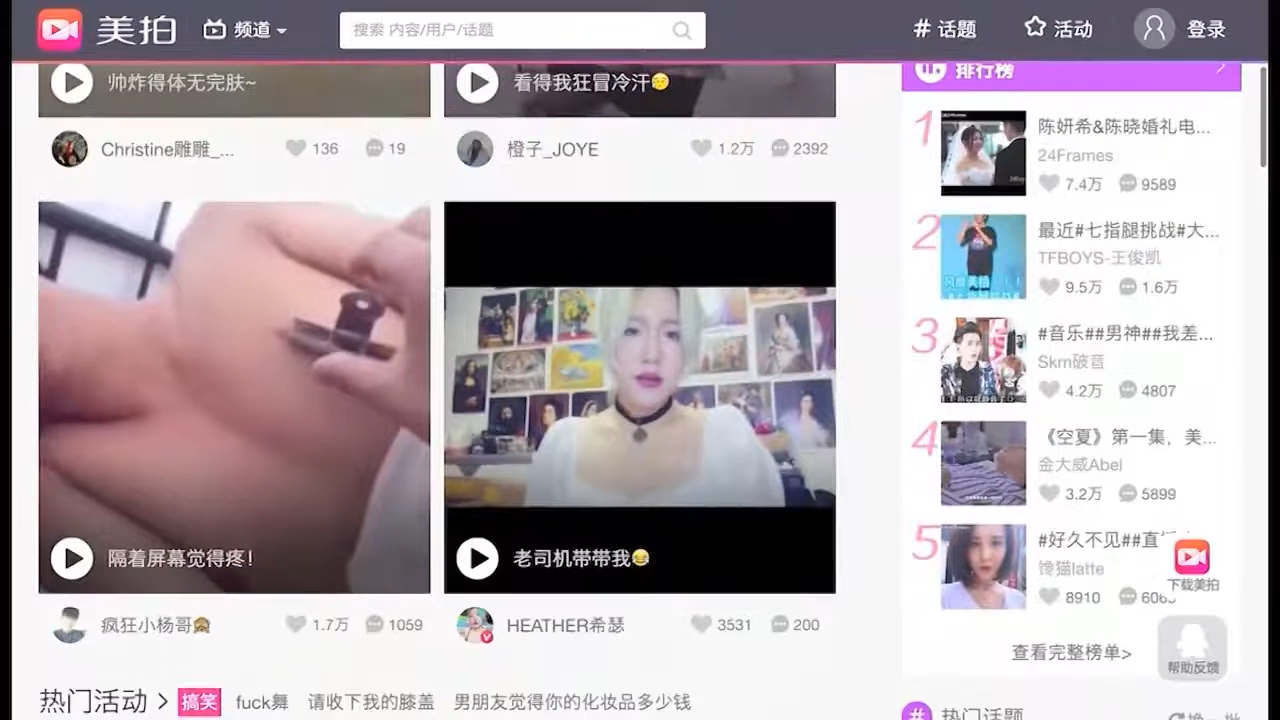 美拍
频道
搜索 内容/用户/话题
# 话题
活动
登录
帅炸得体无完肤~
看得我狂冒冷汗
Christine雕雕_...
136
19
橙子_JOYE
1.2万
2392
隔着屏幕觉得疼！
老司机带带我😂
疯狂小杨哥🙈
1.7万
1059
HEATHER希瑟
3531
200
热门活动 >
搞笑
fuck舞
请收下我的膝盖
男朋友觉得你的化妆品多少钱
排行榜
1
陈妍希&陈晓婚礼电...
24Frames
7.4万
9589
2
最近#七指腿挑战#大...
TFBOYS-王俊凯
9.5万
1.6万
3
#音乐##男神##我差...
Skm破音
4.2万
4807
4
《空夏》第一集，美...
金大威Abel
3.2万
5899
5
#好久不见##直
馋猫latte
8910
606
下载美拍
查看完整榜单>
帮助反馈
#
热门话题
换一批